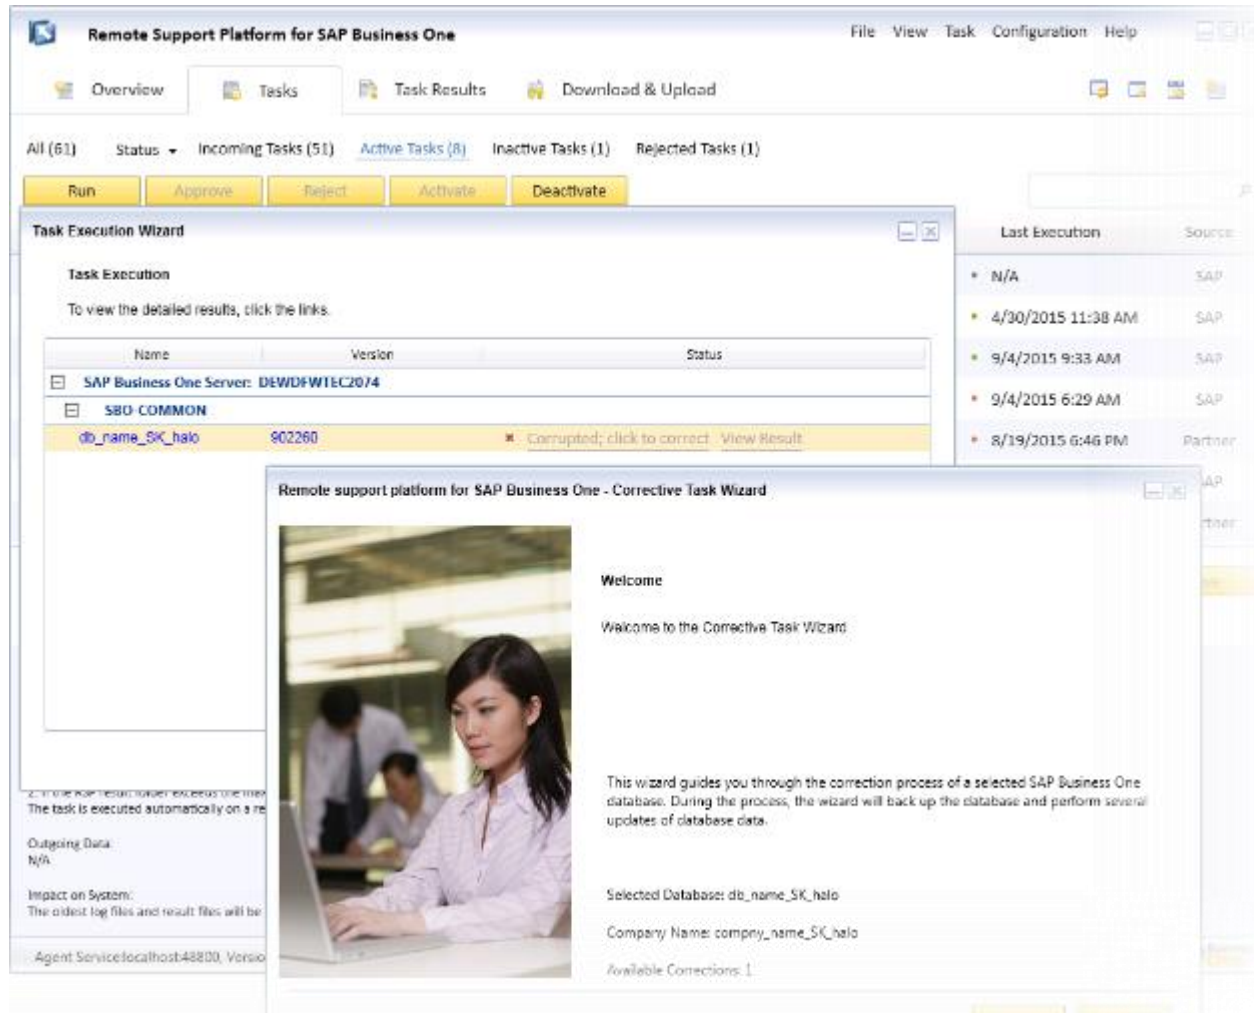 Remote Support Platform for SAP Business One
File View Task Configuration Help
Overview Tasks Task Results Download & Upload
All (61) Status Incoming Tasks (51) Active Tasks (8) Inactive Tasks (1) Rejected Tasks (1)
Run Approve Reject Activate Deactivate
Task Execution Wizard
Last Execution Source
Task Execution
N/A SAP
To view the detailed results, click the links.
4/30/2015 11:38 AM SAP
Name Version Status
9/4/2015 9:33 AM SAP
SAP Business One Server: DEWDFWTEC2074
9/4/2015 6:29 AM SAP
SBO-COMMON
db_name_SK_halo 902260 Corrupted; click to correct View Result
8/19/2015 6:46 PM Partner
SAP
Remote support platform for SAP Business One - Corrective Task Wizard
Welcome
Welcome to the Corrective Task Wizard
This wizard guides you through the correction process of a selected SAP Business One
database. During the process, the wizard will back up the database and perform several
updates of database data.
Selected Database: db_name_SK_halo
Company Name: compny_name_SK_halo
Available Corrections: 1
2. If the RSP result folder exceeds the
The task is executed automatically on a
Outgoing Data:
N/A
Impact on System:
The oldest log files and result files will be
Agent Service:localhost:48800,